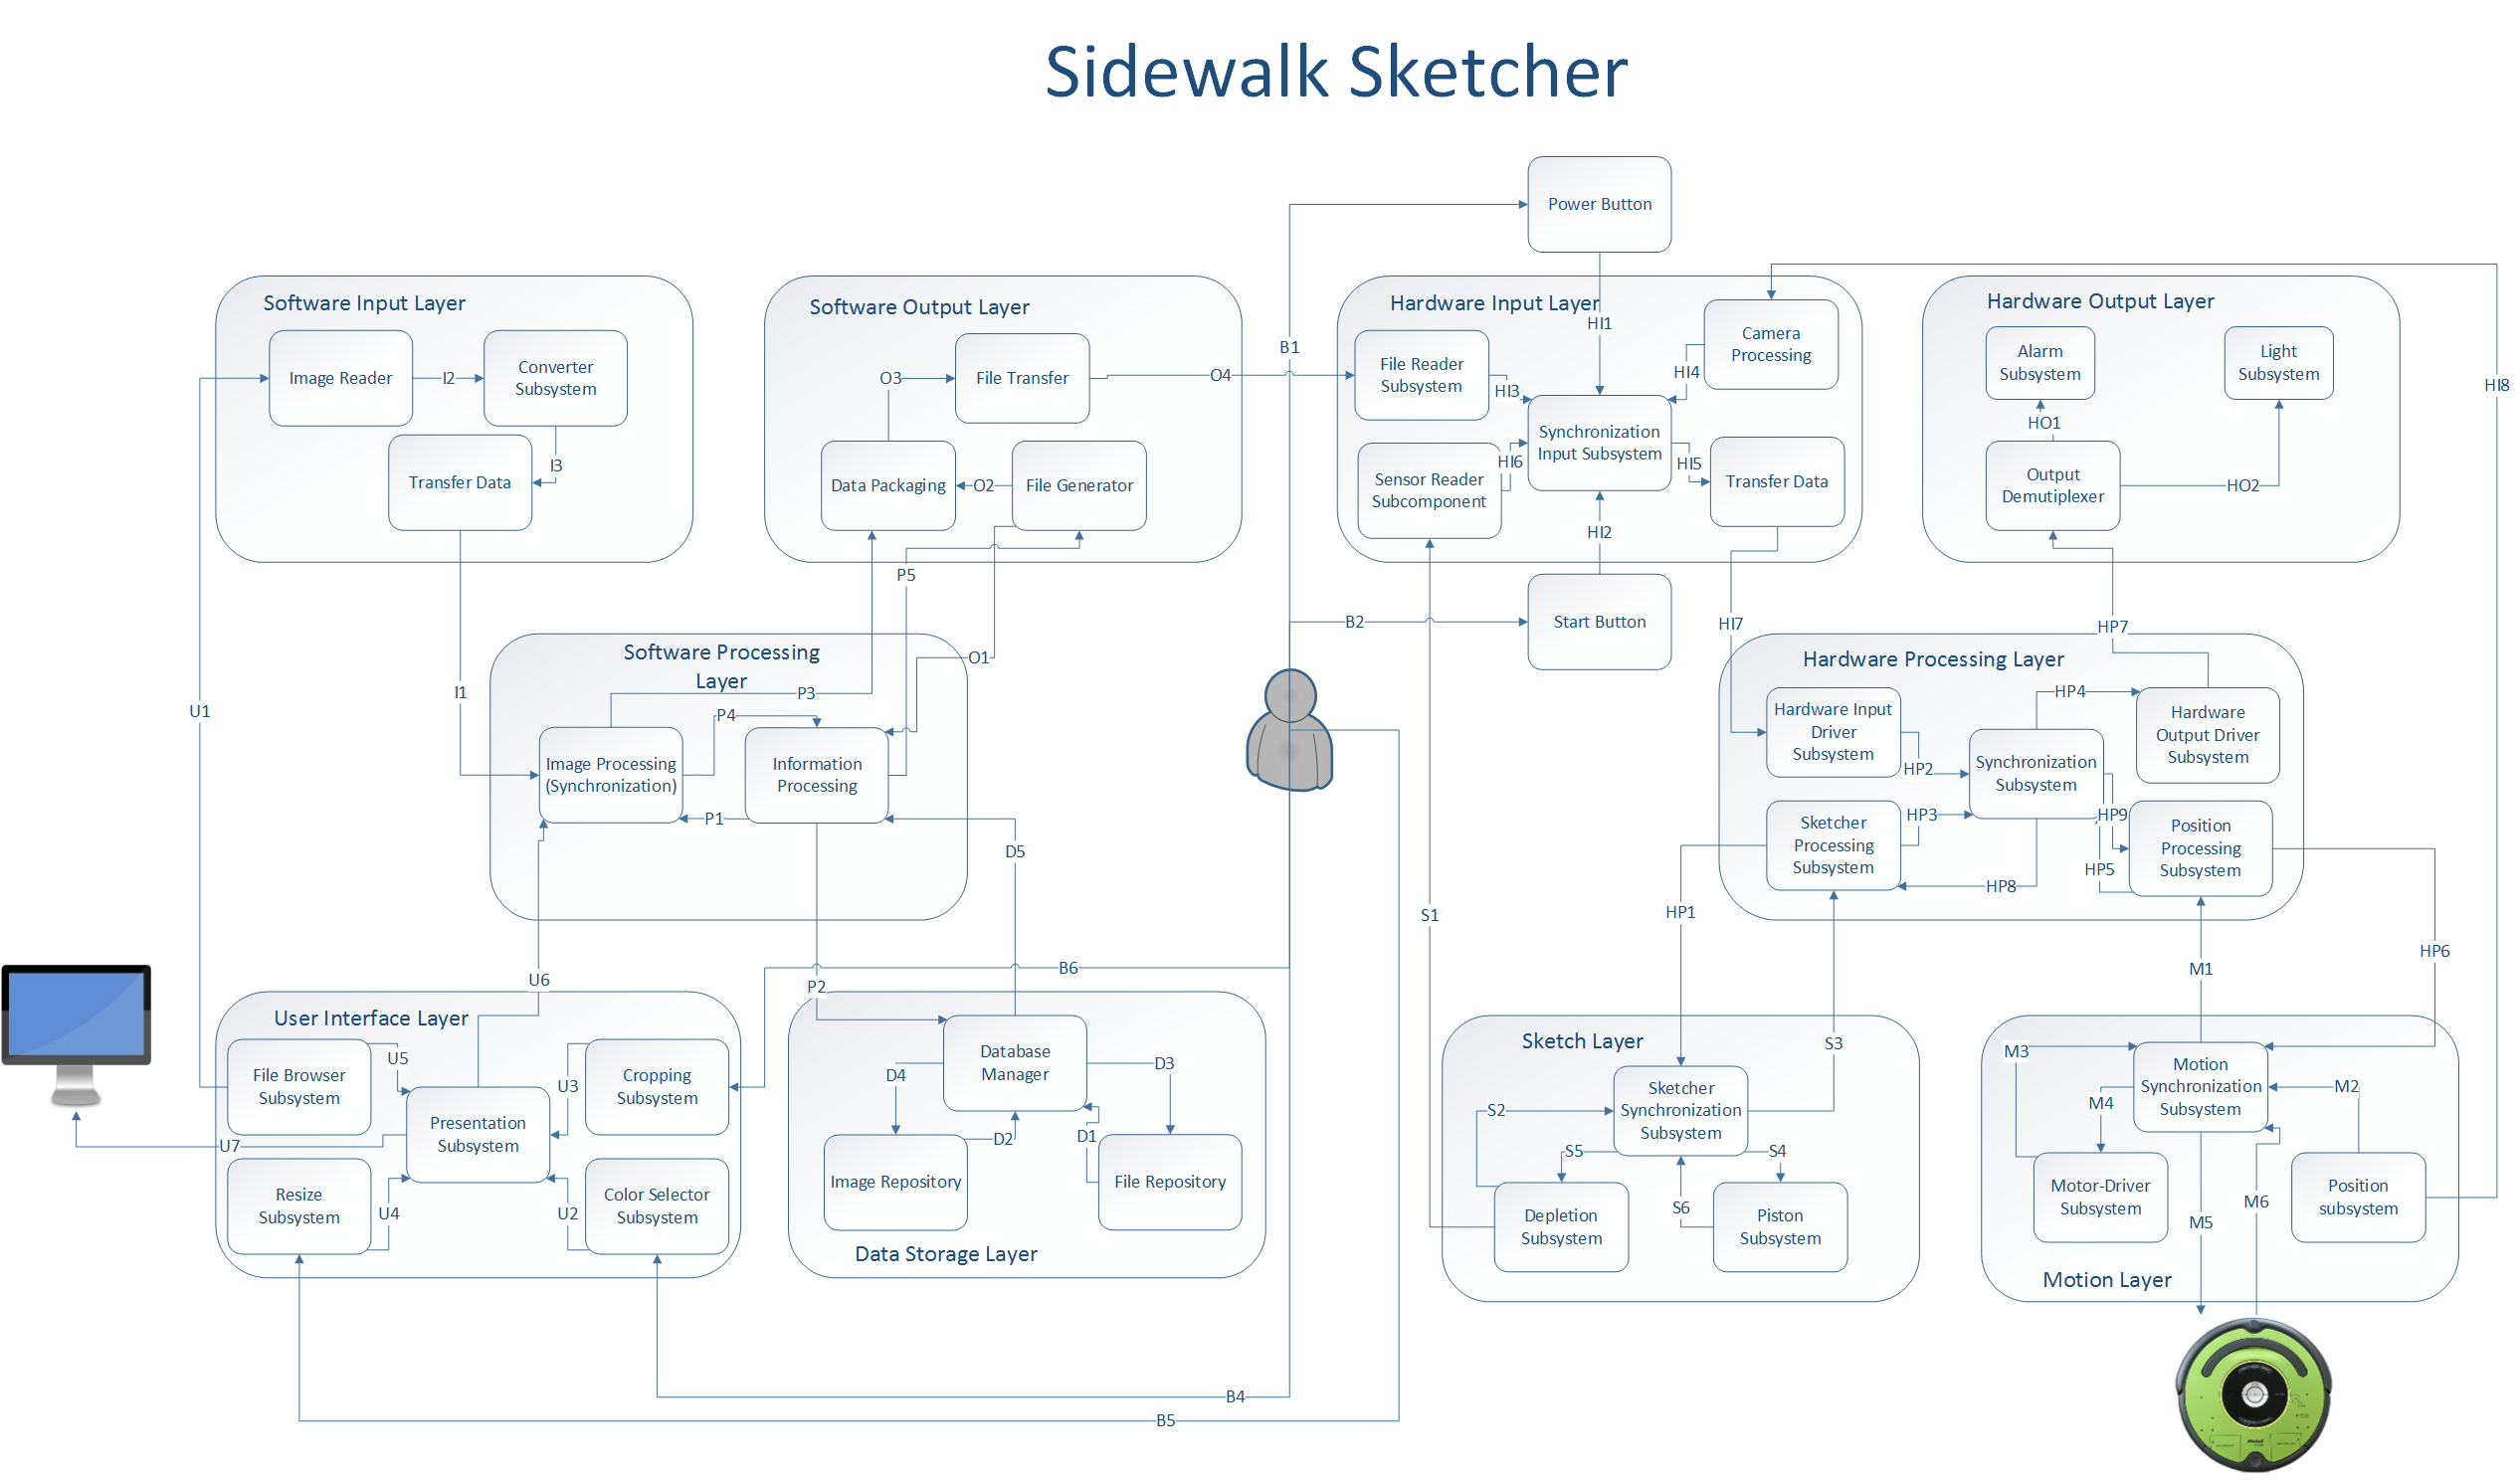 Sidewalk Sketcher
Power Button
B1
Software Input Layer
Image Reader
I2
Converter
Subsystem
I3
Transfer Data
I1
U1
Software Output Layer
O3
File Transfer
O4
Data Packaging
O2
File Generator
P5
O1
Hardware Input Layer
HI1
File Reader
Subsystem
HI3
Camera
Processing
HI4
Synchronization
Input Subsystem
Sensor Reader
Subcomponent
HI6
HI5
Transfer Data
HI2
Start Button
B2
HI7
Hardware Output Layer
Alarm
Subsystem
Light
Subsystem
HO1
Output
Demutiplexer
HO2
HI8
HP7
Software Processing
Layer
P3
P4
Image Processing
(Synchronization)
Information
Processing
P1
D5
U6
P2
B6
Hardware Processing Layer
Hardware Input
Driver
Subsystem
HP2
HP4
Synchronization
Subsystem
Hardware
Output Driver
Subsystem
Sketcher
Processing
Subsystem
HP3
HP9
Position
Processing
Subsystem
HP5
HP8
HP1
S1
S3
M1
HP6
User Interface Layer
File Browser
Subsystem
U5
U3
Cropping
Subsystem
Presentation
Subsystem
U7
Resize
Subsystem
U4
U2
Color Selector
Subsystem
Database
Manager
D4
D3
D2
D1
Image Repository
File Repository
Data Storage Layer
Sketch Layer
Sketcher
Synchronization
Subsystem
S2
S5
S4
S6
Depletion
Subsystem
Piston
Subsystem
M3
Motion
Synchronization
Subsystem
M2
M4
Motor-Driver
Subsystem
M5
M6
Position
subsystem
Motion Layer
B4
B5